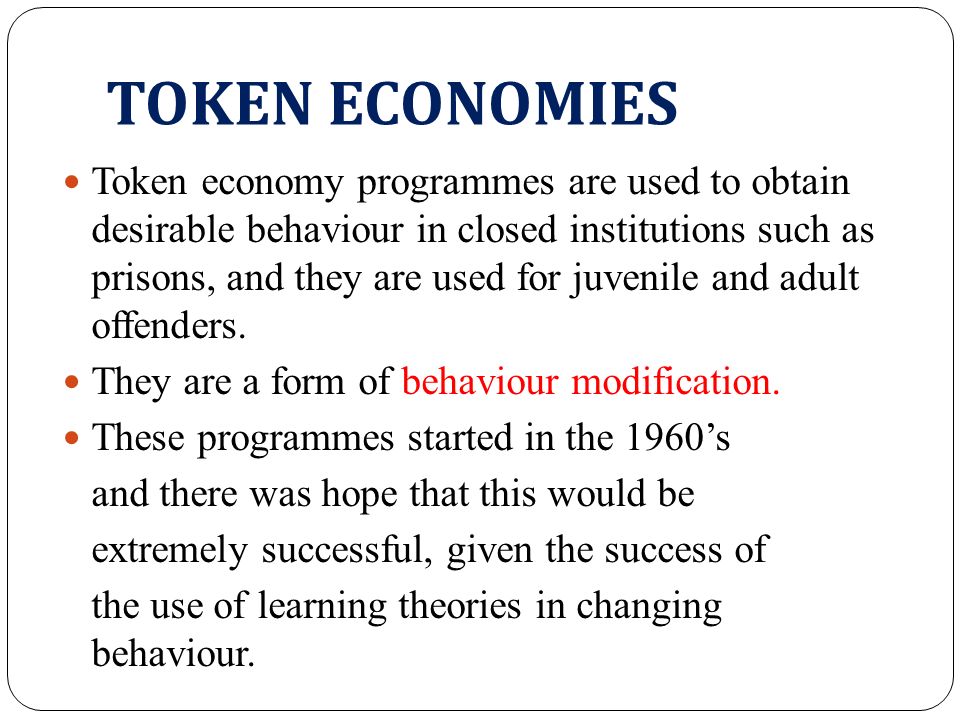 TOKEN ECONOMIES
• Token economy programmes are used to obtain
desirable behaviour in closed institutions such as
prisons, and they are used for juvenile and adult
offenders.
• They are a form of behaviour modification.
• These programmes started in the 1960’s
and there was hope that this would be
extremely successful, given the success of
the use of learning theories in changing
behaviour.